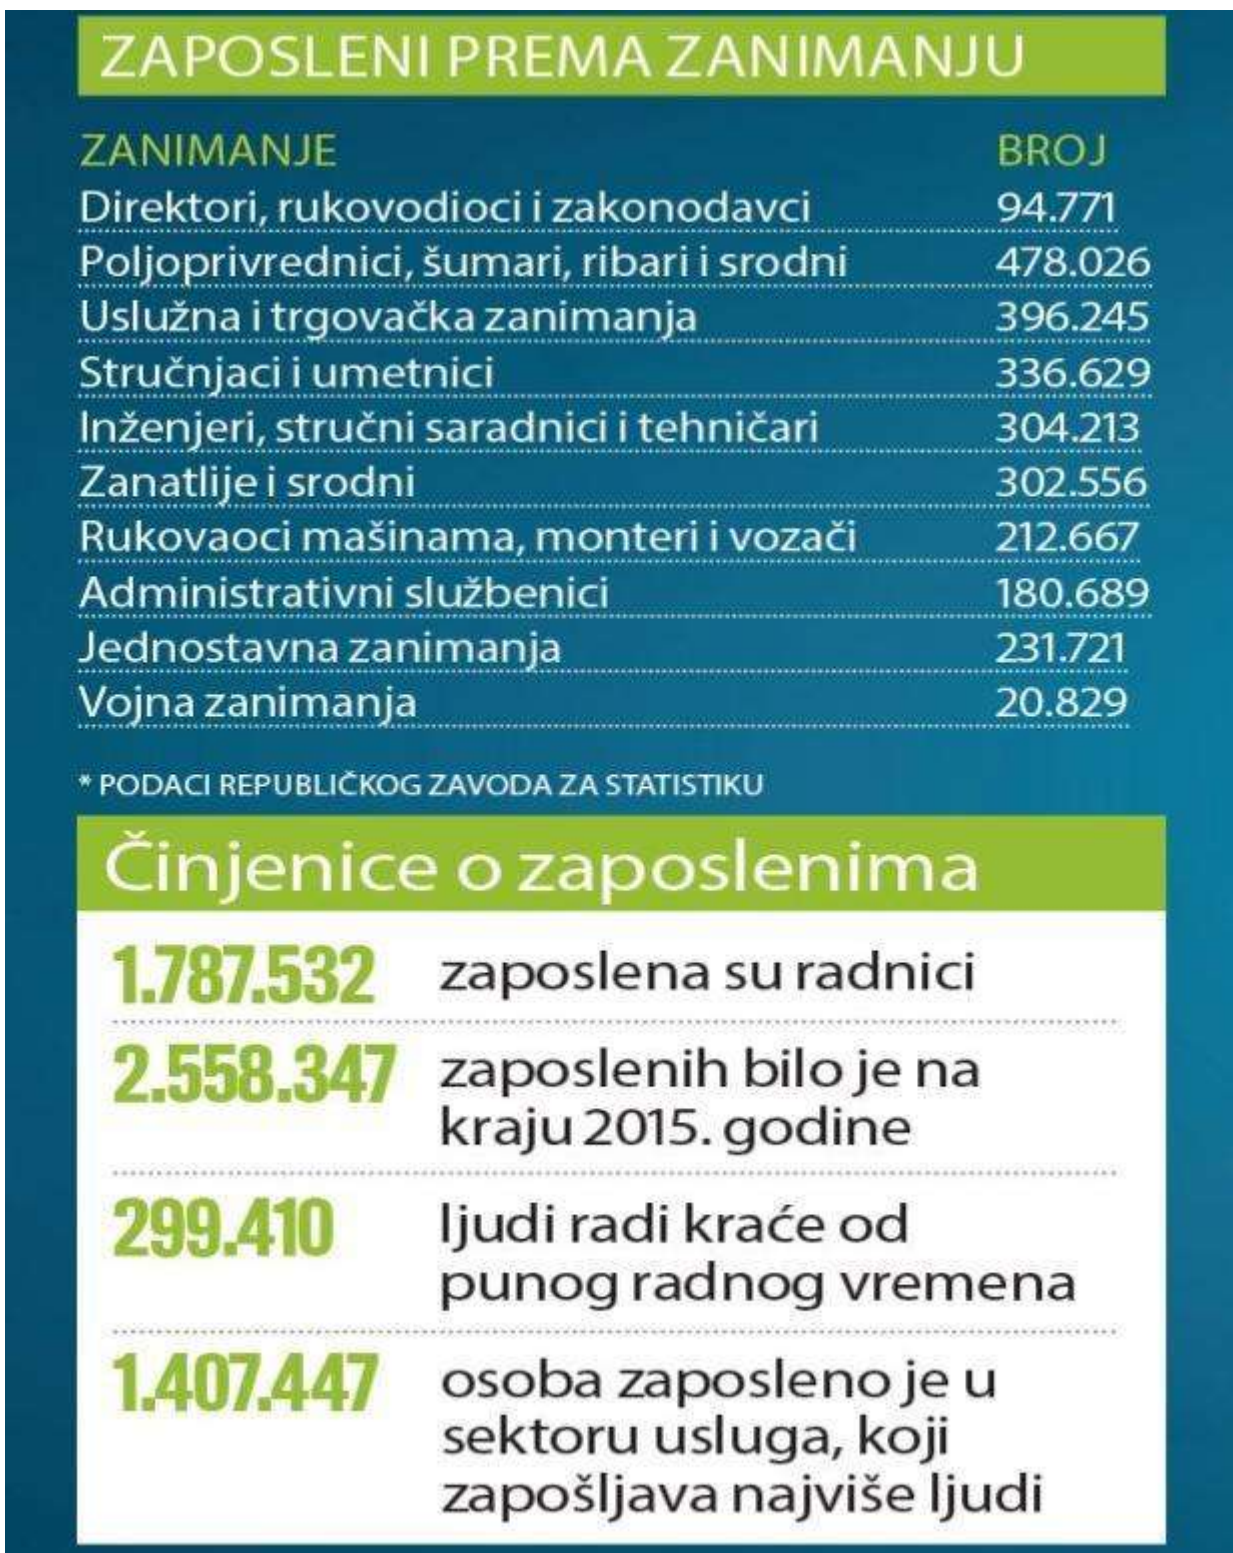 ZAPOSLENI PREMA ZANIMANJU
ZANIMANJE BROJ
Direktori, rukovodioci i zakonodavci 94.771
Poljoprivrednici, šumari, ribari i srodni 478.026
Uslužna i trgovačka zanimanja 396.245
Stručnjaci i umetnici 336.629
Inženjeri, stručni saradnici i tehničari 304.213
Zanatlije i srodni 302.556
Rukovaoci mašinama, monteri i vozači 212.667
Administrativni službenici 180.689
Jednostavna zanimanja 231.721
Vojna zanimanja 20.829
* PODACI REPUBLIČKOG ZAVODA ZA STATISTIKU
Činjenice o zaposlenima
1.787.532 zaposlena su radnici
2.558.347 zaposlenih bilo je na
kraju 2015. godine
299.410 ljudi radi kraće od
punog radnog vremena
1.407.447 osoba zaposleno je u
sektoru usluga, koji
zapošljava najviše ljudi